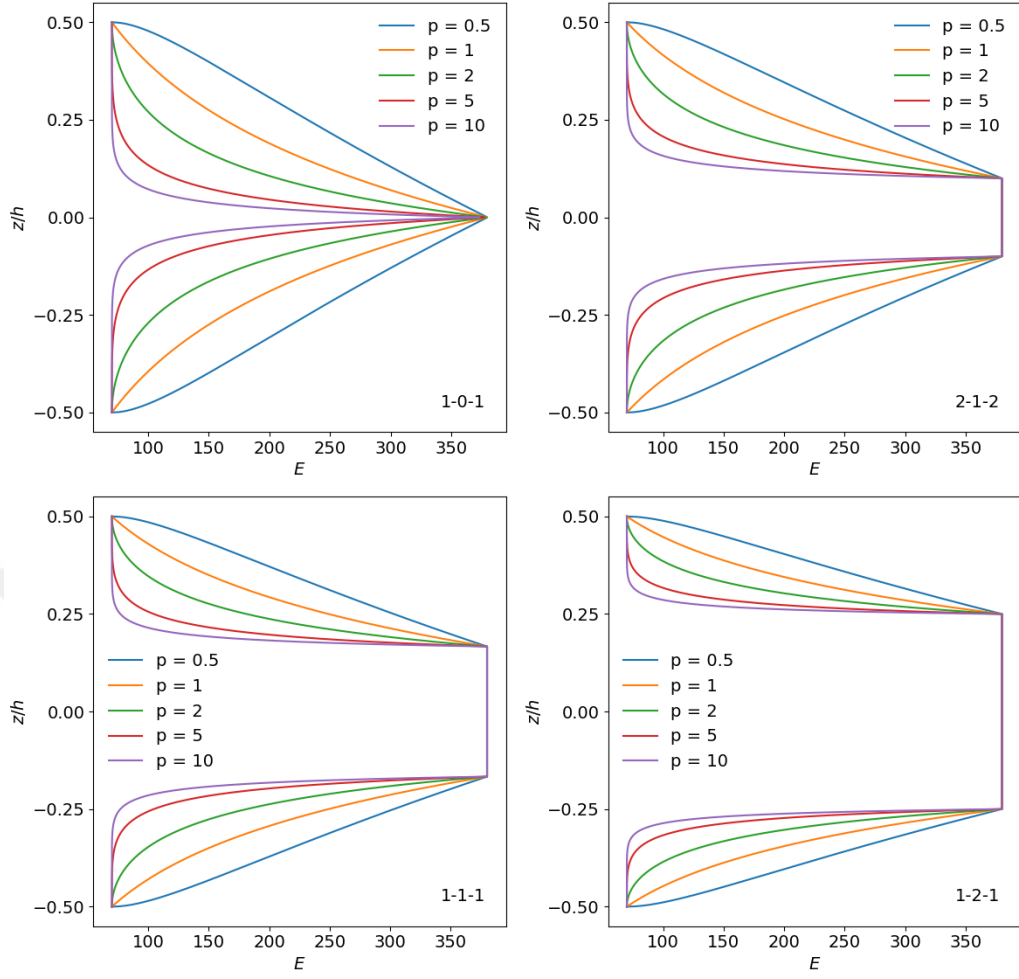 0.50
0.25
0.00
−0.25
−0.50
z/h
p = 0.5
p = 1
p = 2
p = 5
p = 10
1-0-1
100 150 200 250 300 350
E
0.50
0.25
0.00
−0.25
−0.50
z/h
p = 0.5
p = 1
p = 2
p = 5
p = 10
2-1-2
100 150 200 250 300 350
E
0.50
0.25
0.00
−0.25
−0.50
z/h
p = 0.5
p = 1
p = 2
p = 5
p = 10
1-1-1
100 150 200 250 300 350
E
0.50
0.25
0.00
−0.25
−0.50
z/h
p = 0.5
p = 1
p = 2
p = 5
p = 10
1-2-1
100 150 200 250 300 350
E